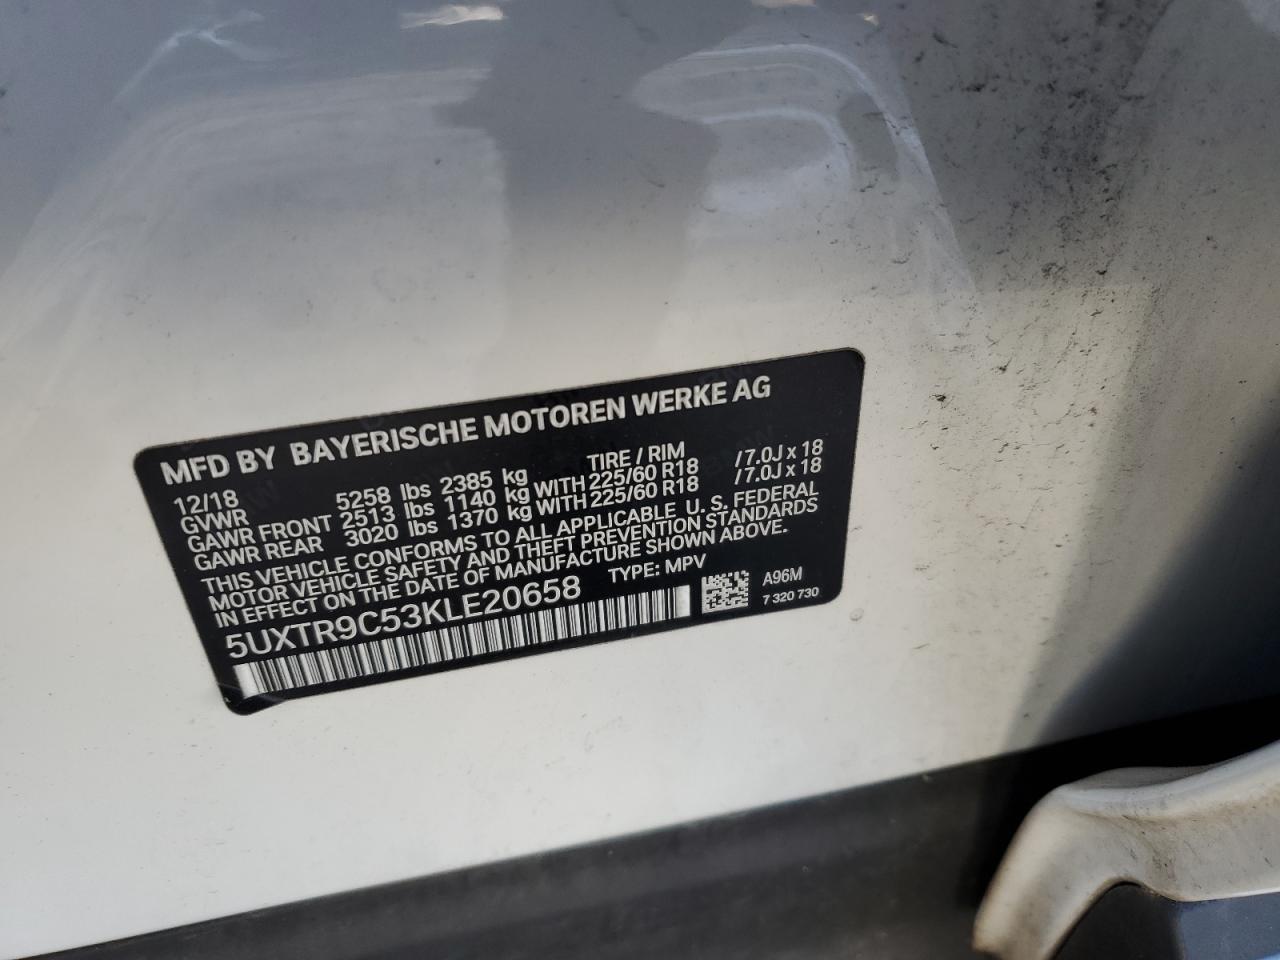 MFD BY BAYERISCHE MOTOREN WERKE AG
12/18 TIRE / RIM
GVWR 5258 lbs 2385 kg
GAWR FRONT 2513 lbs 1140 kg WITH 225/60 R18 /7.0J x 18
GAWR REAR 3020 lbs 1370 kg WITH 225/60 R18 /7.0J x 18
THIS VEHICLE CONFORMS TO ALL APPLICABLE U. S. FEDERAL
MOTOR VEHICLE SAFETY AND THEFT PREVENTION STANDARDS
IN EFFECT ON THE DATE OF MANUFACTURE SHOWN ABOVE.
5UXTR9C53KLE20658 TYPE: MPV
A96M
7 320 730